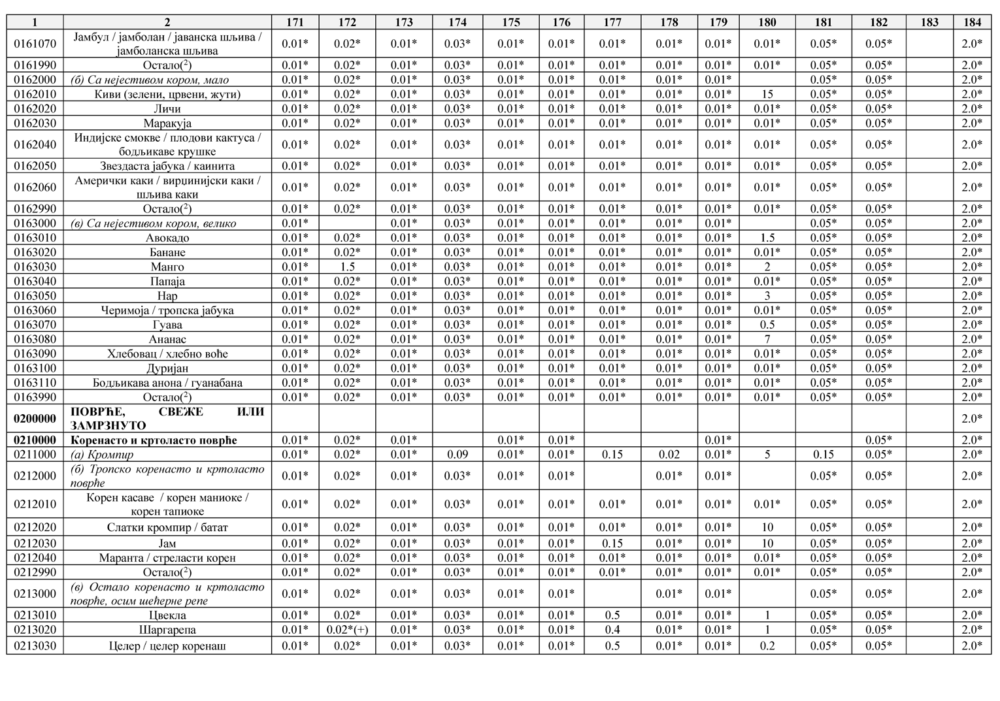 1 2 171 172 173 174 175 176 177 178 179 180 181 182 183 184
0161070 Јамбул / јамболан / јаванска шљива / јамболанска шљива 0.01* 0.02* 0.01* 0.03* 0.01* 0.01* 0.01* 0.01* 0.01* 0.01* 0.05* 0.05* 2.0*
0161990 Остало(²) 0.01* 0.02* 0.01* 0.03* 0.01* 0.01* 0.01* 0.01* 0.01* 0.01* 0.05* 0.05* 2.0*
0162000 (б) Са нејестивом кором, мало 0.01* 0.02* 0.01* 0.03* 0.01* 0.01* 0.01* 0.01* 0.01* 0.05* 0.05* 2.0*
0162010 Киви (зелени, црвени, жути) 0.01* 0.02* 0.01* 0.03* 0.01* 0.01* 0.01* 0.01* 0.01* 15 0.05* 0.05* 2.0*
0162020 Личи 0.01* 0.02* 0.01* 0.03* 0.01* 0.01* 0.01* 0.01* 0.01* 0.01* 0.05* 0.05* 2.0*
0162030 Маракуја 0.01* 0.02* 0.01* 0.03* 0.01* 0.01* 0.01* 0.01* 0.01* 0.01* 0.05* 0.05* 2.0*
0162040 Индијске смокве / плодови кактуса / бодљикаве крушке 0.01* 0.02* 0.01* 0.03* 0.01* 0.01* 0.01* 0.01* 0.01* 0.01* 0.05* 0.05* 2.0*
0162050 Звездаста јабука / каинита 0.01* 0.02* 0.01* 0.03* 0.01* 0.01* 0.01* 0.01* 0.01* 0.01* 0.05* 0.05* 2.0*
0162060 Амерички каки / вирџинијски каки / шљива каки 0.01* 0.02* 0.01* 0.03* 0.01* 0.01* 0.01* 0.01* 0.01* 0.01* 0.05* 0.05* 2.0*
0162990 Остало(²) 0.01* 0.02* 0.01* 0.03* 0.01* 0.01* 0.01* 0.01* 0.01* 0.01* 0.05* 0.05* 2.0*
0163000 (в) Са нејестивом кором, велико 0.01* 0.01* 0.03* 0.01* 0.01* 0.01* 0.01* 0.01* 0.05* 0.05* 2.0*
0163010 Авокадо 0.01* 0.02* 0.01* 0.03* 0.01* 0.01* 0.01* 0.01* 0.01* 1.5 0.05* 0.05* 2.0*
0163020 Банане 0.01* 0.02* 0.01* 0.03* 0.01* 0.01* 0.01* 0.01* 0.01* 0.01* 0.05* 0.05* 2.0*
0163030 Манго 0.01* 1.5 0.01* 0.03* 0.01* 0.01* 0.01* 0.01* 0.01* 2 0.05* 0.05* 2.0*
0163040 Папаја 0.01* 0.02* 0.01* 0.03* 0.01* 0.01* 0.01* 0.01* 0.01* 0.01* 0.05* 0.05* 2.0*
0163050 Нар 0.01* 0.02* 0.01* 0.03* 0.01* 0.01* 0.01* 0.01* 0.01* 3 0.05* 0.05* 2.0*
0163060 Черимоја / тропска јабука 0.01* 0.02* 0.01* 0.03* 0.01* 0.01* 0.01* 0.01* 0.01* 0.01* 0.05* 0.05* 2.0*
0163070 Гуава 0.01* 0.02* 0.01* 0.03* 0.01* 0.01* 0.01* 0.01* 0.01* 0.5 0.05* 0.05* 2.0*
0163080 Ананас 0.01* 0.02* 0.01* 0.03* 0.01* 0.01* 0.01* 0.01* 0.01* 7 0.05* 0.05* 2.0*
0163090 Хлебовац / хлебно воће 0.01* 0.02* 0.01* 0.03* 0.01* 0.01* 0.01* 0.01* 0.01* 0.01* 0.05* 0.05* 2.0*
0163100 Дуријан 0.01* 0.02* 0.01* 0.03* 0.01* 0.01* 0.01* 0.01* 0.01* 0.01* 0.05* 0.05* 2.0*
0163110 Бодљикава анона / гуанабана 0.01* 0.02* 0.01* 0.03* 0.01* 0.01* 0.01* 0.01* 0.01* 0.01* 0.05* 0.05* 2.0*
0163990 Остало(²) 0.01* 0.02* 0.01* 0.03* 0.01* 0.01* 0.01* 0.01* 0.01* 0.01* 0.05* 0.05* 2.0*
0200000 ПОВРЋЕ, СВЕЖЕ ИЛИ ЗАМРЗНУТО 2.0*
0210000 Коренасто и кртоласто поврће 0.01* 0.02* 0.01* 0.01* 0.01* 0.01* 0.05* 2.0*
0211000 (а) Кромпир 0.01* 0.02* 0.01* 0.09 0.01* 0.01* 0.15 0.02 0.01* 5 0.15 0.05* 2.0*
0212000 (б) Тропско коренасто и кртоласто поврће 0.01* 0.02* 0.01* 0.03* 0.01* 0.01* 0.01* 0.01* 0.05* 0.05* 2.0*
0212010 Корен касаве / корен маниоке / корен тапиоке 0.01* 0.02* 0.01* 0.03* 0.01* 0.01* 0.01* 0.01* 0.01* 0.01* 0.05* 0.05* 2.0*
0212020 Слатки кромпир / батат 0.01* 0.02* 0.01* 0.03* 0.01* 0.01* 0.01* 0.01* 0.01* 10 0.05* 0.05* 2.0*
0212030 Јам 0.01* 0.02* 0.01* 0.03* 0.01* 0.01* 0.15 0.01* 0.01* 10 0.05* 0.05* 2.0*
0212040 Маранта / стреласти корен 0.01* 0.02* 0.01* 0.03* 0.01* 0.01* 0.01* 0.01* 0.01* 0.01* 0.05* 0.05* 2.0*
0212990 Остало(²) 0.01* 0.02* 0.01* 0.03* 0.01* 0.01* 0.01* 0.01* 0.01* 0.01* 0.05* 0.05* 2.0*
0213000 (в) Остало коренасто и кртоласто поврће, осим шећерне репе 0.01* 0.02* 0.01* 0.03* 0.01* 0.01* 0.01* 0.01* 0.05* 0.05* 2.0*
0213010 Цвекла 0.01* 0.02* 0.01* 0.03* 0.01* 0.01* 0.5 0.01* 0.01* 1 0.05* 0.05* 2.0*
0213020 Шаргарепа 0.01* 0.02*(+) 0.01* 0.03* 0.01* 0.01* 0.4 0.01* 0.01* 1 0.05* 0.05* 2.0*
0213030 Целер / целер коренаш 0.01* 0.02* 0.01* 0.03* 0.01* 0.01* 0.5 0.01* 0.01* 0.2 0.05* 0.05* 2.0*